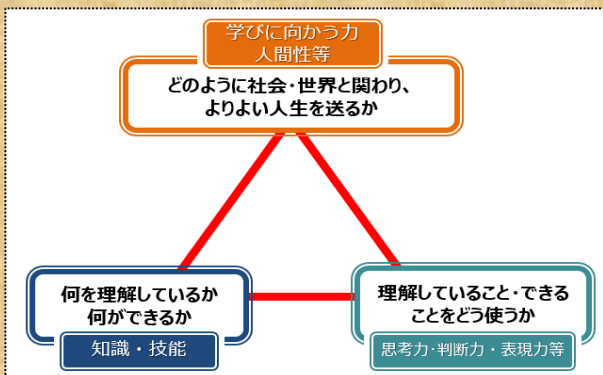 学びに向かう力
人間性等
どのように社会・世界と関わり、
よりよい人生を送るか
何を理解しているか
何ができるか
知識・技能
理解していること・できる
ことをどう使うか
思考力・判断力・表現力等